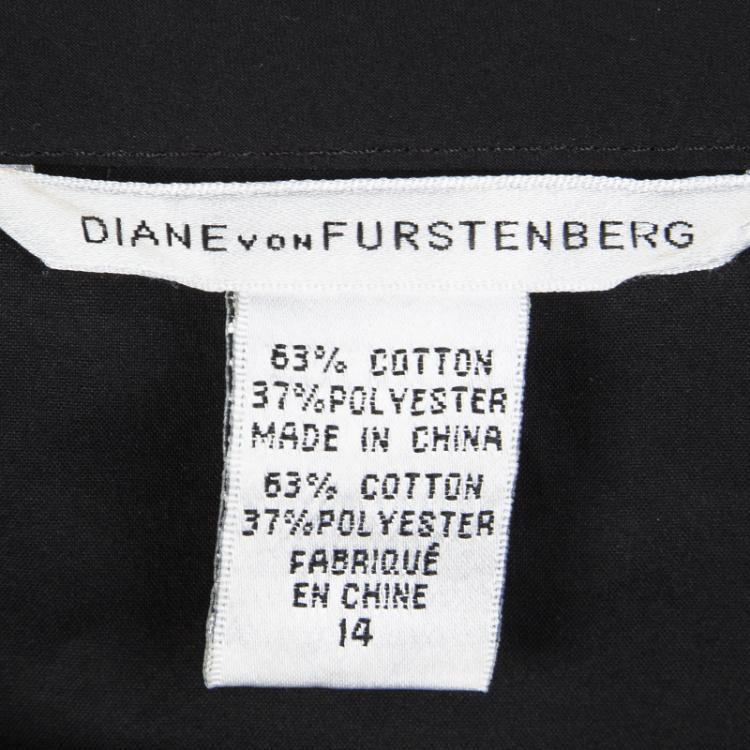 DIANE VON FURSTENBERG
63% COTTON
37%POLYESTER
MADE IN CHINA
63% COTTON
37%POLYESTER
FABRIQUÉ
EN CHINE
14